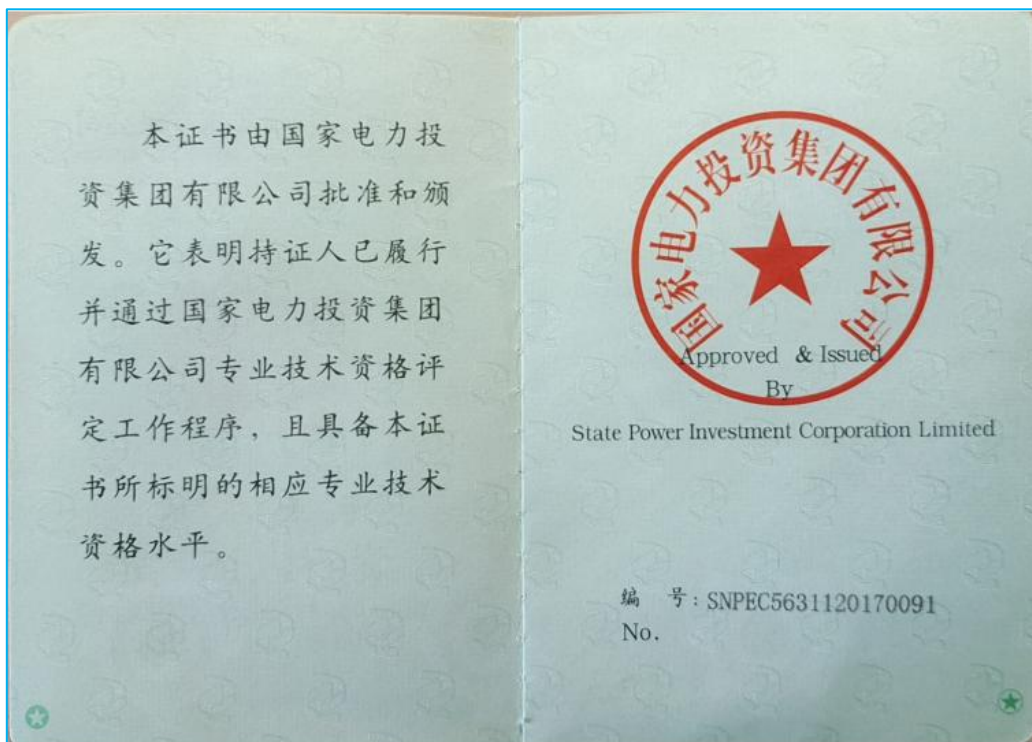 本证书由国家电力投
资集团有限公司批准和颁
发。它表明持证人已履行
并通过国家电力投资集团
有限公司专业技术资格评
定工作程序，且具备本证
书所标明的相应专业技术
资格水平。
国家电力投资集团有限公司
Approved & Issued
By
State Power Investment Corporation Limited
编 号：SNPEC5631120170091
No.